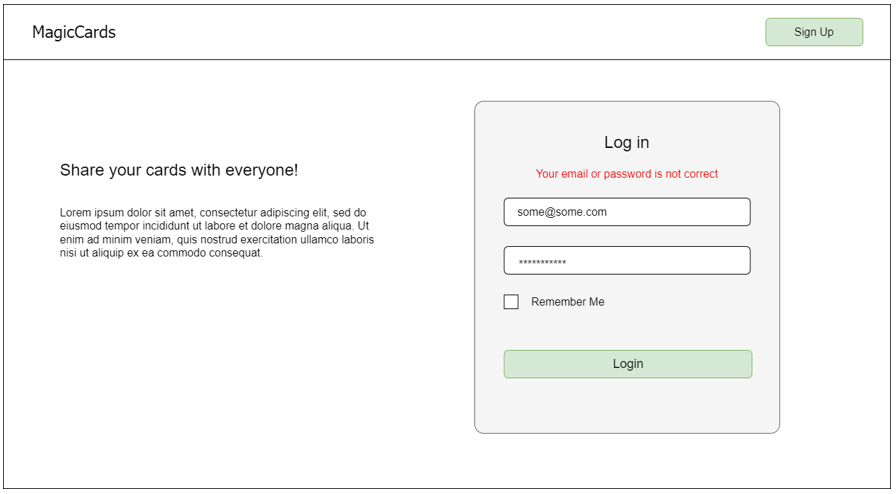 MagicCards
Sign Up
Share your cards with everyone!
Lorem ipsum dolor sit amet, consectetur adipiscing elit, sed do
eiusmod tempor incididunt ut labore et dolore magna aliqua. Ut
enim ad minim veniam, quis nostrud exercitation ullamco laboris
nisi ut aliquip ex ea commodo consequat.
Log in
Your email or password is not correct
some@some.com
***********
Remember Me
Login